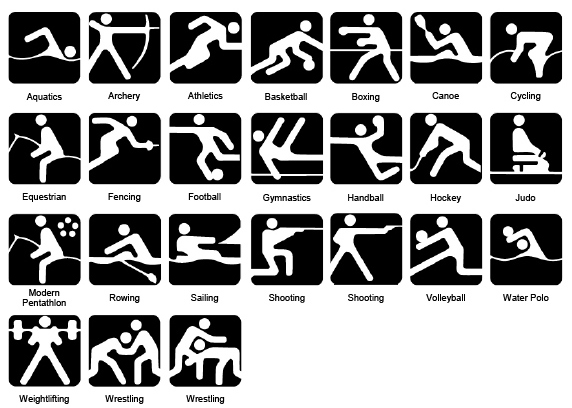 Aquatics Archery Athletics Basketball Boxing Canoe Cycling
Equestrian Fencing Football Gymnastics Handball Hockey Judo
Modern
Pentathlon Rowing Sailing Shooting Shooting Volleyball Water Polo
Weightlifting Wrestling Wrestling